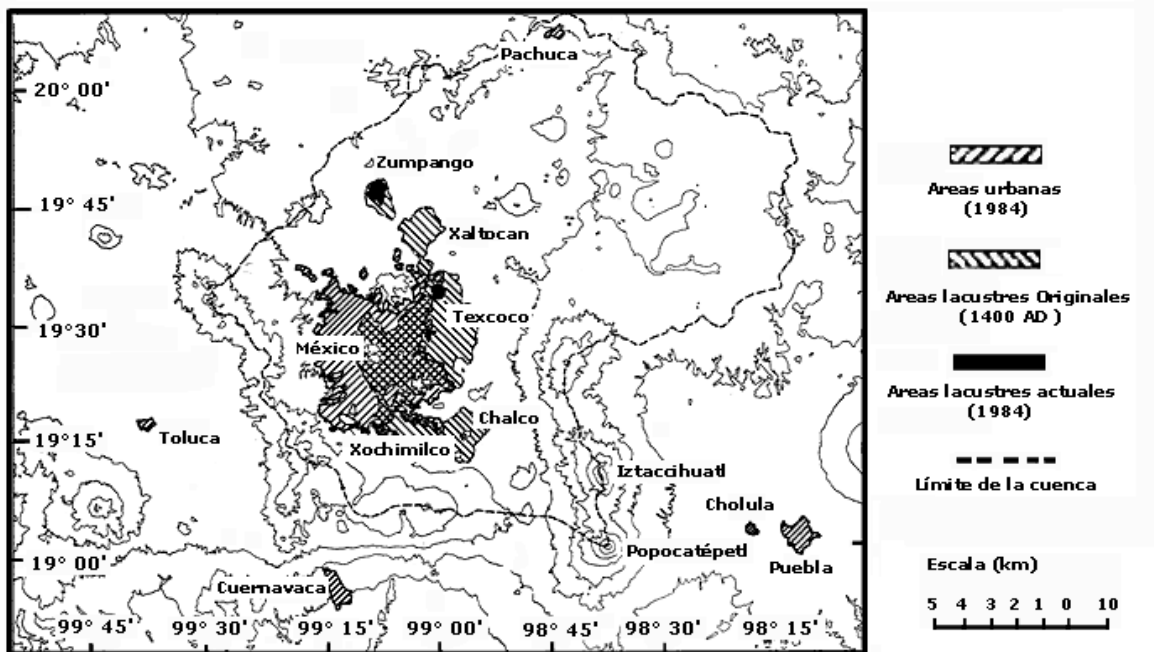 Pachuca
20° 00'
Zumpango
19° 45'
Xaltocan
Texcoco
19° 30'
México
Chalco
Toluca
19° 15'
Xochimilco
Iztaccihuatl
Cholula
Popocatépetl
Puebla
19° 00'
Cuernavaca
99° 45' 99° 30' 99° 15' 99° 00' 98° 45' 98° 30' 98° 15'
Areas urbanas
(1984)
Areas lacustres Originales
(1400 AD )
Areas lacustres actuales
(1984)
Límite de la cuenca
Escala (km)
5 4 3 2 1 0 10